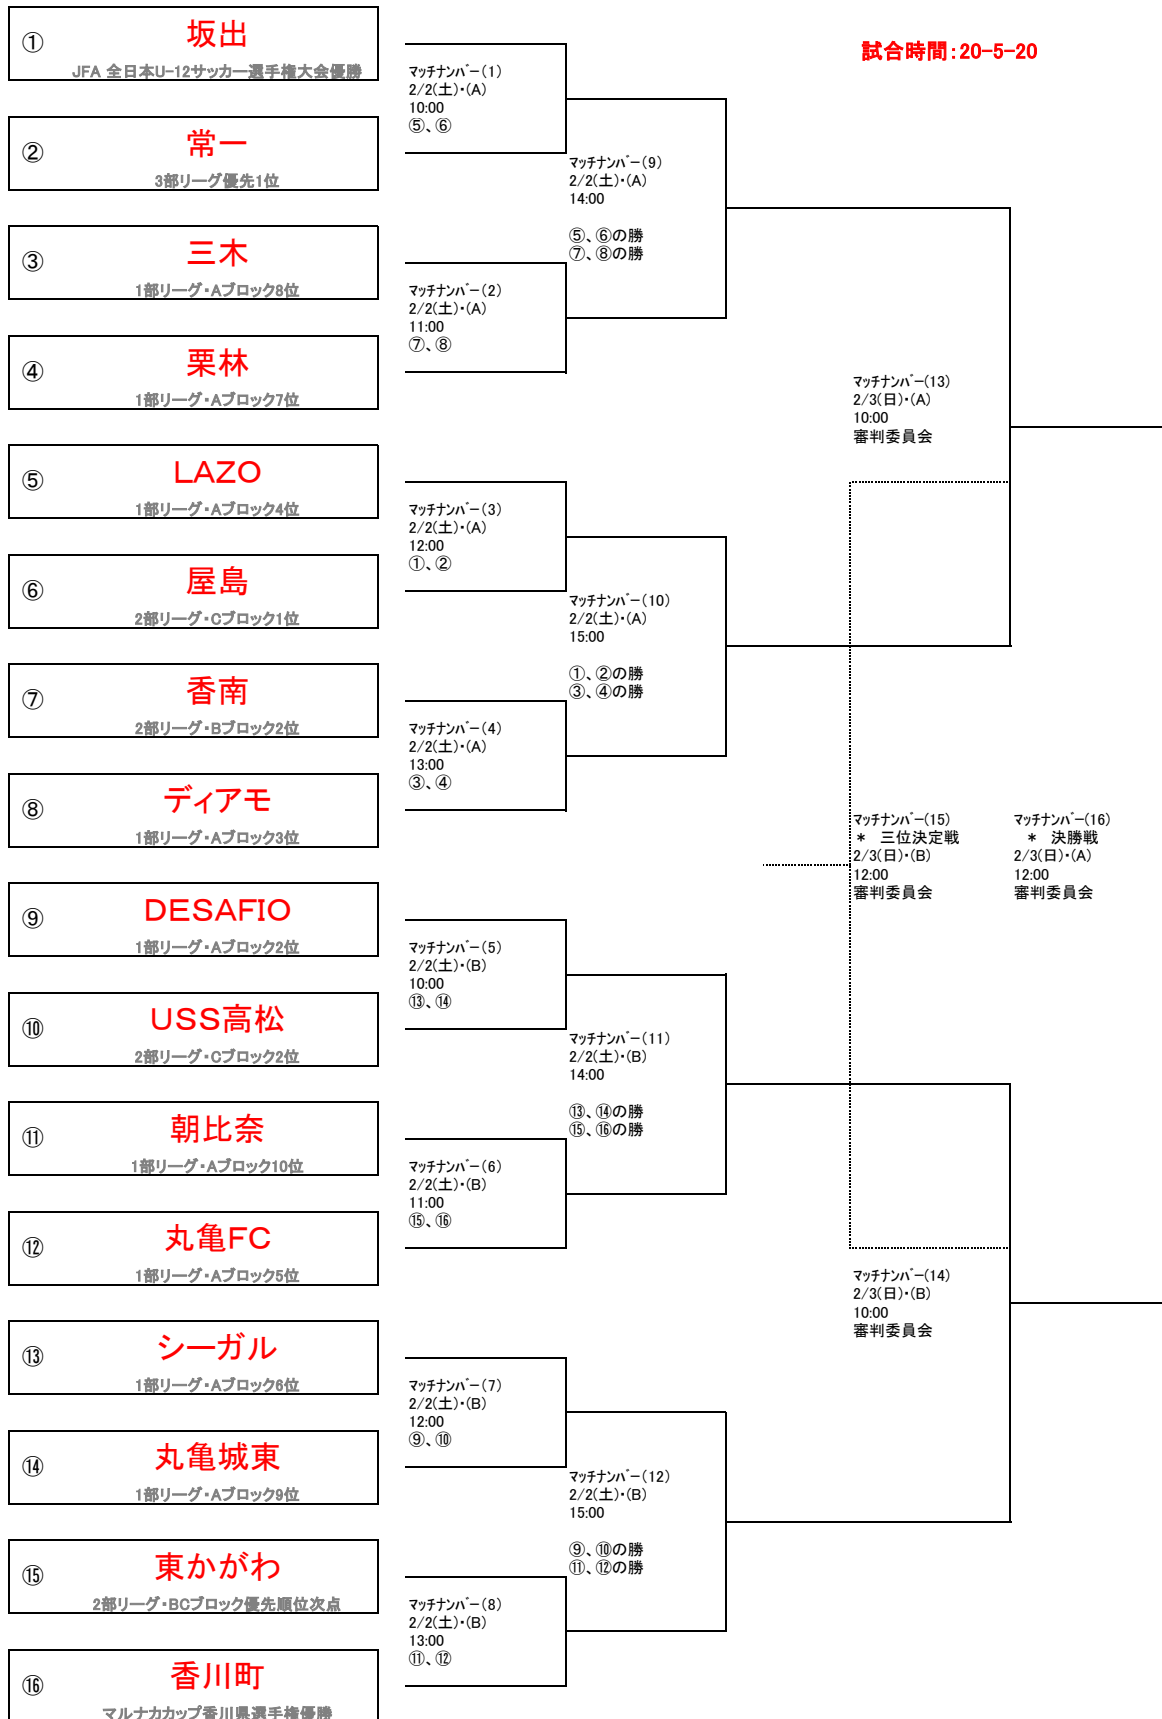 試合時間：20-5-20
①
坂出
JFA 全日本U-12サッカー選手権大会優勝
②
常一
3部リーグ優先1位
③
三木
1部リーグ・Aブロック8位
④
栗林
1部リーグ・Aブロック7位
⑤
LAZO
1部リーグ・Aブロック4位
⑥
屋島
2部リーグ・Cブロック1位
⑦
香南
2部リーグ・Bブロック2位
⑧
ディアモ
1部リーグ・Aブロック3位
⑨
DESAFIO
1部リーグ・Aブロック2位
⑩
USS高松
2部リーグ・Cブロック2位
⑪
朝比奈
1部リーグ・Aブロック10位
⑫
丸亀FC
1部リーグ・Aブロック5位
⑬
シーガル
1部リーグ・Aブロック6位
⑭
丸亀城東
1部リーグ・Aブロック9位
⑮
東かがわ
2部リーグ・BCブロック優先順位次点
⑯
香川町
マルナカカップ香川県選手権優勝
マッチナンバー(1)
2/2(土)・(A)
10:00
⑤、⑥
マッチナンバー(2)
2/2(土)・(A)
11:00
⑦、⑧
マッチナンバー(3)
2/2(土)・(A)
12:00
①、②
マッチナンバー(4)
2/2(土)・(A)
13:00
③、④
マッチナンバー(5)
2/2(土)・(B)
10:00
⑬、⑭
マッチナンバー(6)
2/2(土)・(B)
11:00
⑮、⑯
マッチナンバー(7)
2/2(土)・(B)
12:00
⑨、⑩
マッチナンバー(8)
2/2(土)・(B)
13:00
⑪、⑫
マッチナンバー(9)
2/2(土)・(A)
14:00
⑤、⑥の勝
⑦、⑧の勝
マッチナンバー(10)
2/2(土)・(A)
15:00
①、②の勝
③、④の勝
マッチナンバー(11)
2/2(土)・(B)
14:00
⑬、⑭の勝
⑮、⑯の勝
マッチナンバー(12)
2/2(土)・(B)
15:00
⑨、⑩の勝
⑪、⑫の勝
マッチナンバー(13)
2/3(日)・(A)
10:00
審判委員会
マッチナンバー(15)
＊ 三位決定戦
2/3(日)・(B)
12:00
審判委員会
マッチナンバー(16)
＊ 決勝戦
2/3(日)・(A)
12:00
審判委員会
マッチナンバー(14)
2/3(日)・(B)
10:00
審判委員会